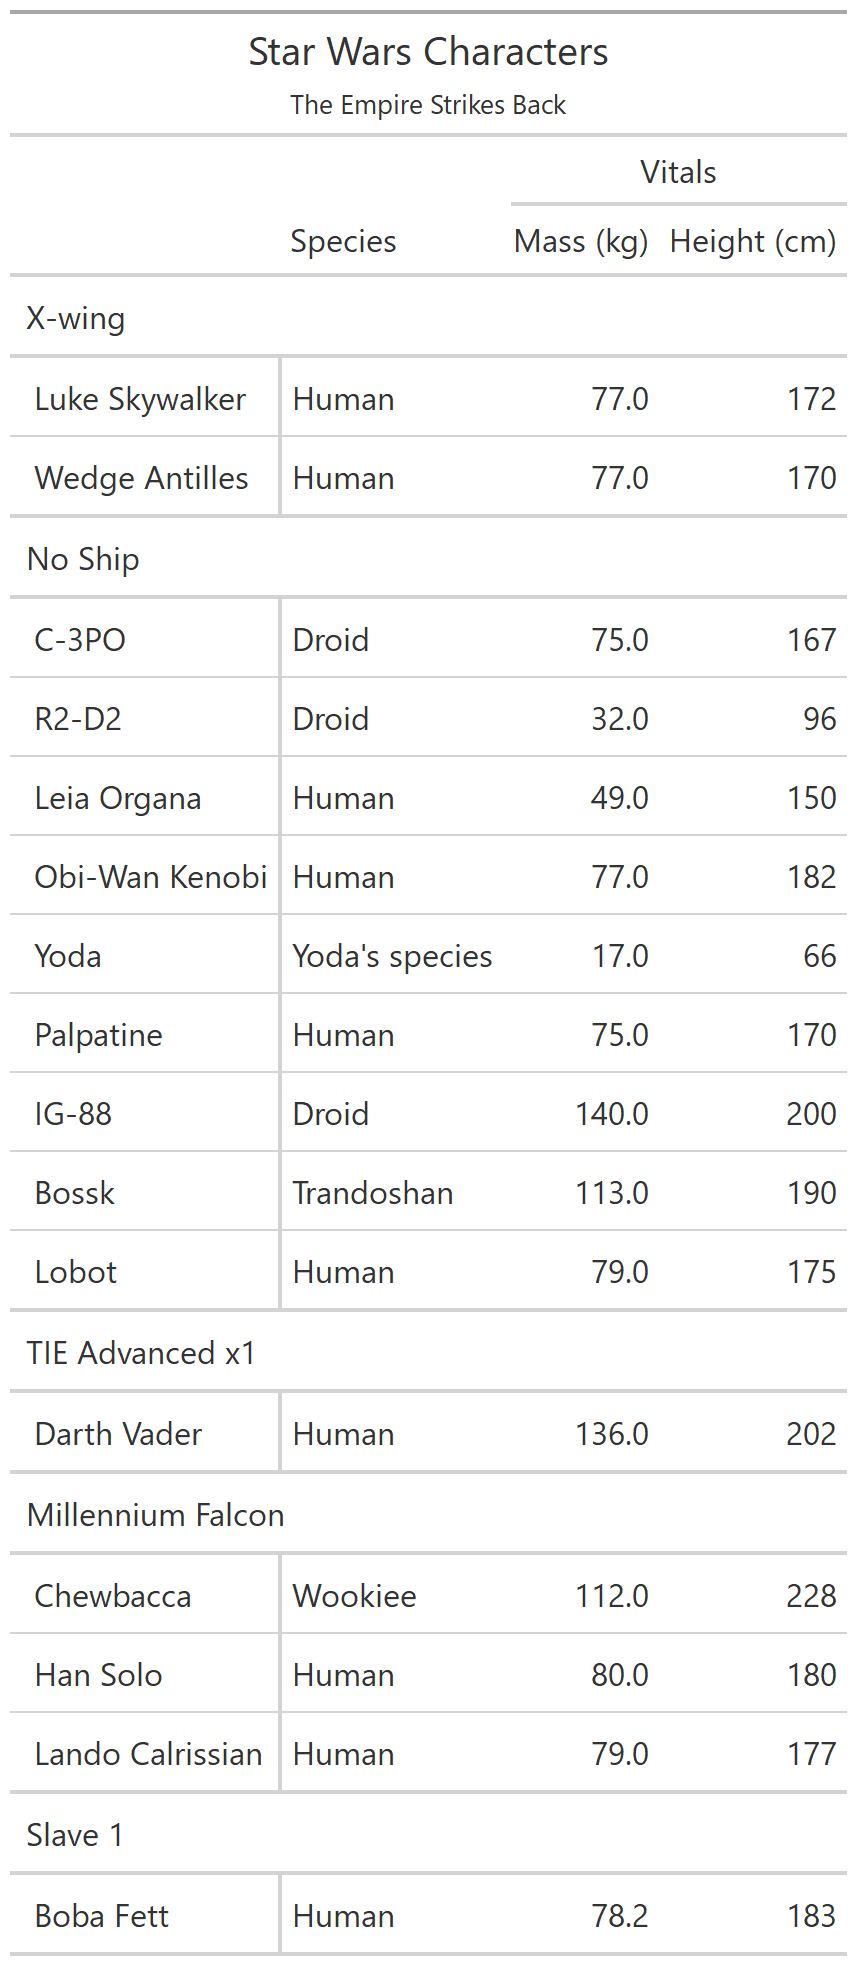 Star Wars Characters
The Empire Strikes Back
Vitals
Species Mass (kg) Height (cm)
X-wing
Luke Skywalker Human 77.0 172
Wedge Antilles Human 77.0 170
No Ship
C-3PO Droid 75.0 167
R2-D2 Droid 32.0 96
Leia Organa Human 49.0 150
Obi-Wan Kenobi Human 77.0 182
Yoda Yoda's species 17.0 66
Palpatine Human 75.0 170
IG-88 Droid 140.0 200
Bossk Trandoshan 113.0 190
Lobot Human 79.0 175
TIE Advanced x1
Darth Vader Human 136.0 202
Millennium Falcon
Chewbacca Wookiee 112.0 228
Han Solo Human 80.0 180
Lando Calrissian Human 79.0 177
Slave 1
Boba Fett Human 78.2 183